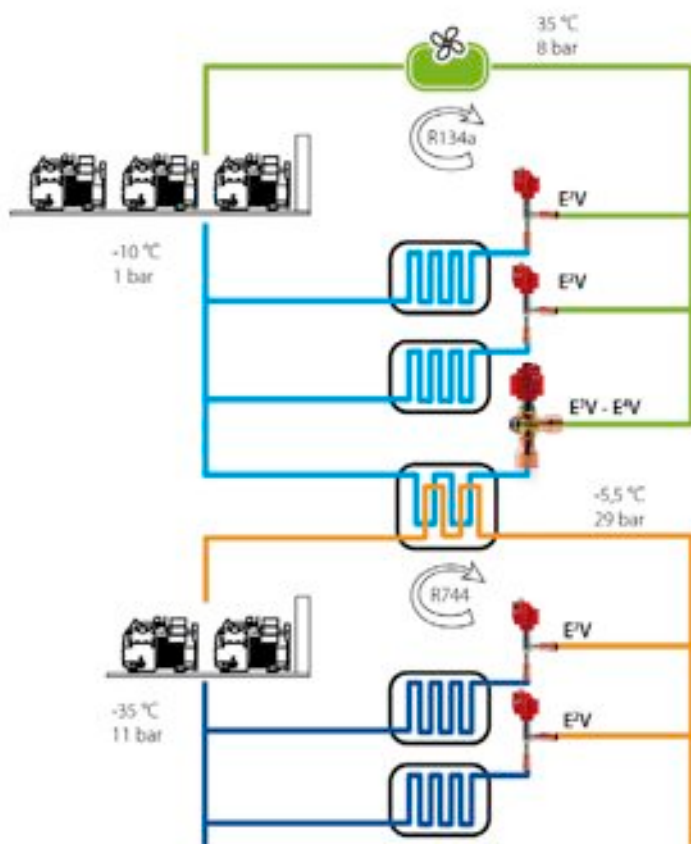 35 °C
8 bar
R134a
E²V
-10 °C
1 bar
E²V
E³V - E⁴V
-5,5 °C
29 bar
R744
E²V
-35 °C
11 bar
E²V